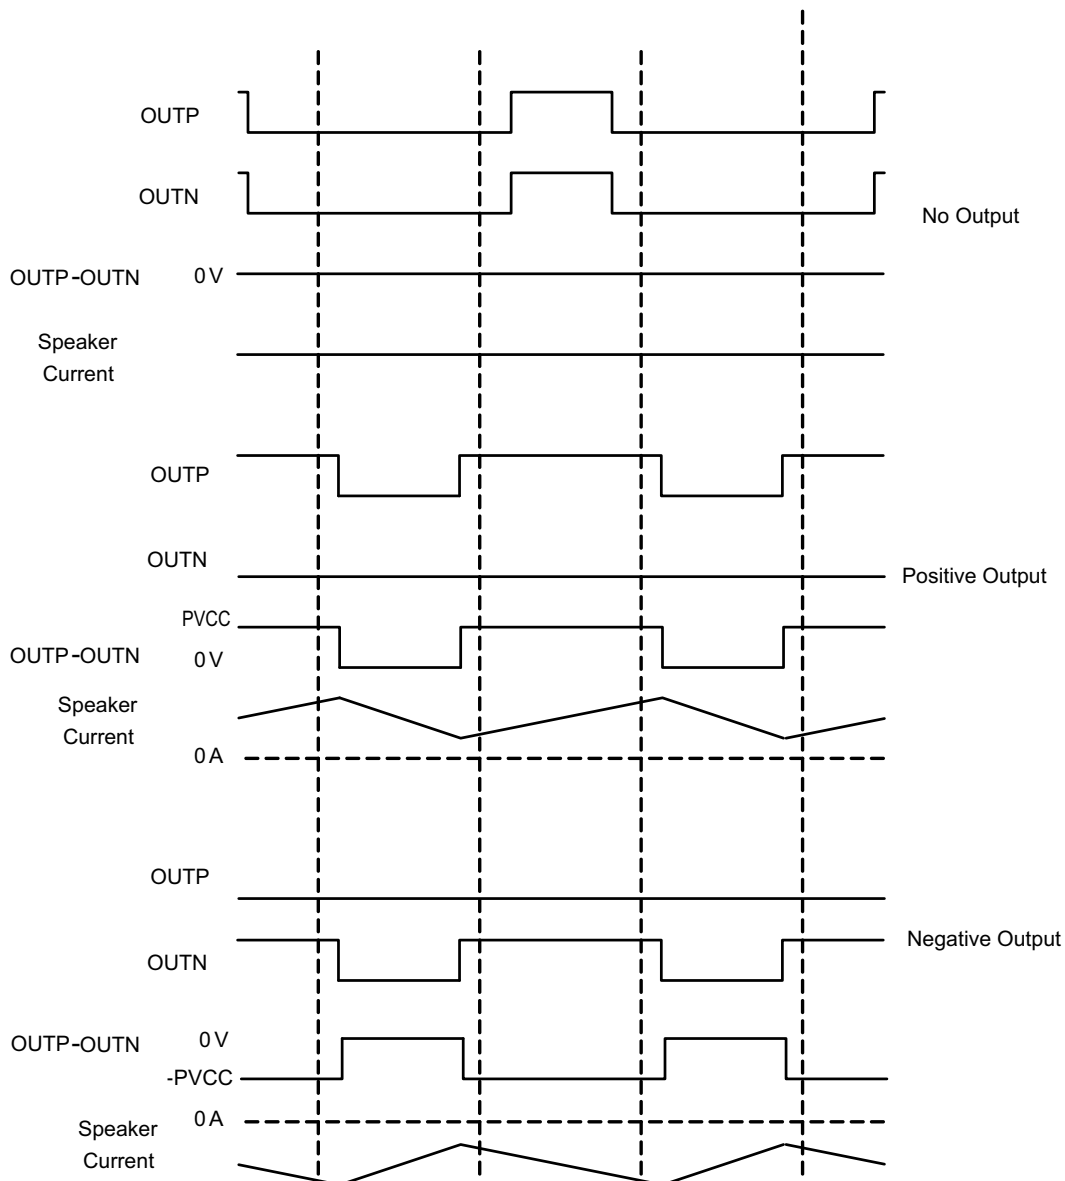 OUTP
OUTN
No Output
OUTP-OUTN 0 V
Speaker
Current
OUTP
OUTN
Positive Output
PVCC
OUTP-OUTN 0 V
Speaker
Current
0 A
OUTP
Negative Output
OUTN
OUTP-OUTN 0 V
-PVCC
0 A
Speaker
Current